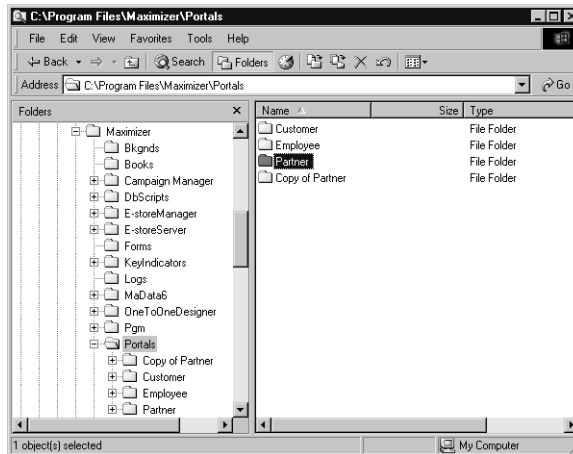 C:\Program Files\Maximizer\Portals
File Edit View Favorites Tools Help
Back Search Folders
Address C:\Program Files\Maximizer\Portals Go
Folders
Maximizer
Bkgnds
Books
Campaign Manager
DbScripts
E-storeManager
E-storeServer
Forms
KeyIndicators
Logs
MaData6
OneToOneDesigner
Pgm
Portals
Copy of Partner
Customer
Employee
Partner
Name Size Type
Customer File Folder
Employee File Folder
Partner File Folder
Copy of Partner File Folder
1 object(s) selected My Computer